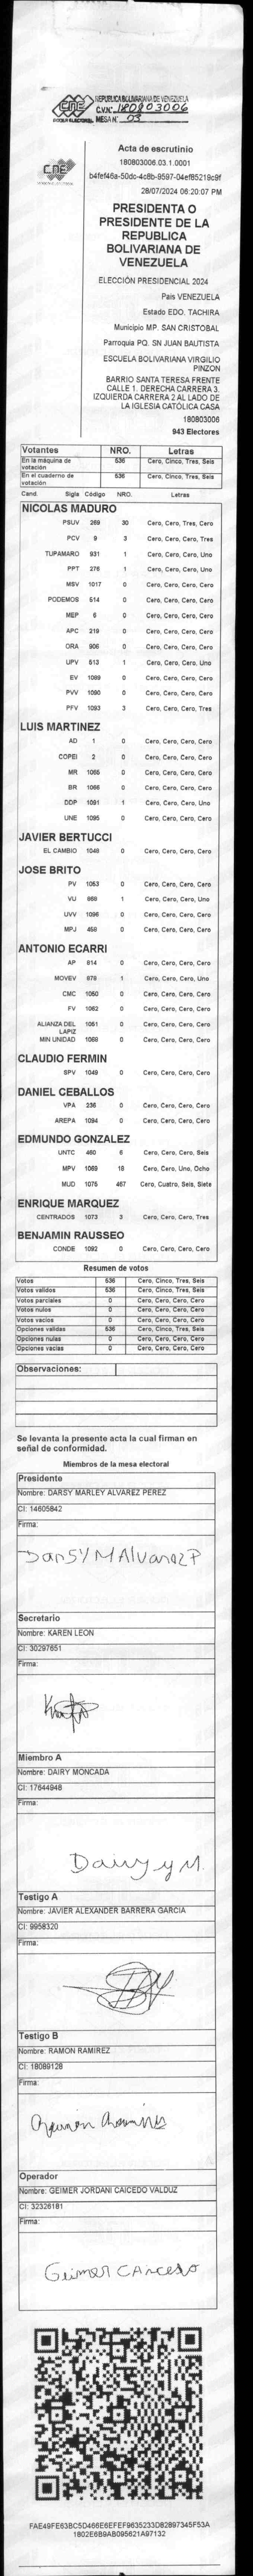 REPUBLICA BOLIVARIANA DE VENEZUELA
CNE
PODER ELECTORAL
C.V.N° 180803006
MESA N° 03
CNE
Acta de escrutinio
180803006.03.1.0001
b4fef46a-50dc-4c8b-9597-04ef85219c9f
28/07/2024 06:20:07 PM
PRESIDENTA O
PRESIDENTE DE LA
REPUBLICA
BOLIVARIANA DE
VENEZUELA
ELECCIÓN PRESIDENCIAL 2024
País VENEZUELA
Estado EDO. TACHIRA
Municipio MP. SAN CRISTOBAL
Parroquia PQ. SN JUAN BAUTISTA
ESCUELA BOLIVARIANA VIRGILIO
PINZON
BARRIO SANTA TERESA FRENTE
CALLE 1. DERECHA CARRERA 3.
IZQUIERDA CARRERA 2 AL LADO DE
LA IGLESIA CATÓLICA CASA
180803006
943 Electores
Votantes NRO. Letras
En la máquina de votación 536 Cero, Cinco, Tres, Seis
En el cuaderno de votación 536 Cero, Cinco, Tres, Seis
Cand. Sigla Código NRO. Letras
NICOLAS MADURO
PSUV 269 30 Cero, Cero, Tres, Cero
PCV 9 3 Cero, Cero, Cero, Tres
TUPAMARO 931 1 Cero, Cero, Cero, Uno
PPT 276 1 Cero, Cero, Cero, Uno
MSV 1017 0 Cero, Cero, Cero, Cero
PODEMOS 514 0 Cero, Cero, Cero, Cero
MEP 6 0 Cero, Cero, Cero, Cero
APC 219 0 Cero, Cero, Cero, Cero
ORA 906 0 Cero, Cero, Cero, Cero
UPV 513 1 Cero, Cero, Cero, Uno
EV 1089 0 Cero, Cero, Cero, Cero
PVV 1090 0 Cero, Cero, Cero, Cero
PFV 1093 3 Cero, Cero, Cero, Tres
LUIS MARTINEZ
AD 1 0 Cero, Cero, Cero, Cero
COPEI 2 0 Cero, Cero, Cero, Cero
MR 1065 0 Cero, Cero, Cero, Cero
BR 1066 0 Cero, Cero, Cero, Cero
DDP 1091 1 Cero, Cero, Cero, Uno
UNE 1095 0 Cero, Cero, Cero, Cero
JAVIER BERTUCCI
EL CAMBIO 1048 0 Cero, Cero, Cero, Cero
JOSE BRITO
PV 1053 0 Cero, Cero, Cero, Cero
VU 868 1 Cero, Cero, Cero, Uno
UVV 1096 0 Cero, Cero, Cero, Cero
MPJ 458 0 Cero, Cero, Cero, Cero
ANTONIO ECARRI
AP 814 0 Cero, Cero, Cero, Cero
MOVEV 979 1 Cero, Cero, Cero, Uno
CMC 1050 0 Cero, Cero, Cero, Cero
FV 1062 0 Cero, Cero, Cero, Cero
ALIANZA DEL LAPIZ 1051 0 Cero, Cero, Cero, Cero
MIN UNIDAD 1068 0 Cero, Cero, Cero, Cero
CLAUDIO FERMIN
SPV 1049 0 Cero, Cero, Cero, Cero
DANIEL CEBALLOS
VPA 236 0 Cero, Cero, Cero, Cero
AREPA 1094 0 Cero, Cero, Cero, Cero
EDMUNDO GONZALEZ
UNTC 460 6 Cero, Cero, Cero, Seis
MPV 1069 18 Cero, Cero, Uno, Ocho
MUD 1075 467 Cero, Cuatro, Seis, Siete
ENRIQUE MARQUEZ
CENTRADOS 1073 3 Cero, Cero, Cero, Tres
BENJAMIN RAUSSEO
CONDE 1092 0 Cero, Cero, Cero, Cero
Resumen de votos
Votos 536 Cero, Cinco, Tres, Seis
Votos validos 536 Cero, Cinco, Tres, Seis
Votos parciales 0 Cero, Cero, Cero, Cero
Votos nulos 0 Cero, Cero, Cero, Cero
Votos vacios 0 Cero, Cero, Cero, Cero
Opciones validas 536 Cero, Cinco, Tres, Seis
Opciones nulas 0 Cero, Cero, Cero, Cero
Opciones vacias 0 Cero, Cero, Cero, Cero
Observaciones:
Se levanta la presente acta la cual firman en
señal de conformidad.
Miembros de la mesa electoral
Presidente
Nombre: DARSY MARLEY ALVAREZ PEREZ
CI: 14605842
Firma:
Darsy M Alvarez P
Secretario
Nombre: KAREN LEON
CI: 30297651
Firma:
Miembro A
Nombre: DAIRY MONCADA
CI: 17644948
Firma:
Dairy y M.
Testigo A
Nombre: JAVIER ALEXANDER BARRERA GARCIA
CI: 9958320
Firma:
Testigo B
Nombre: RAMON RAMIREZ
CI: 18089128
Firma:
Operador
Nombre: GEIMER JORDANI CAICEDO VALDUZ
CI: 32326181
Firma:
Geimer CAicedo
FAE49FE63BC5D466E6EFEF9635233D82897345F53A
1802E6B9AB095621A97132